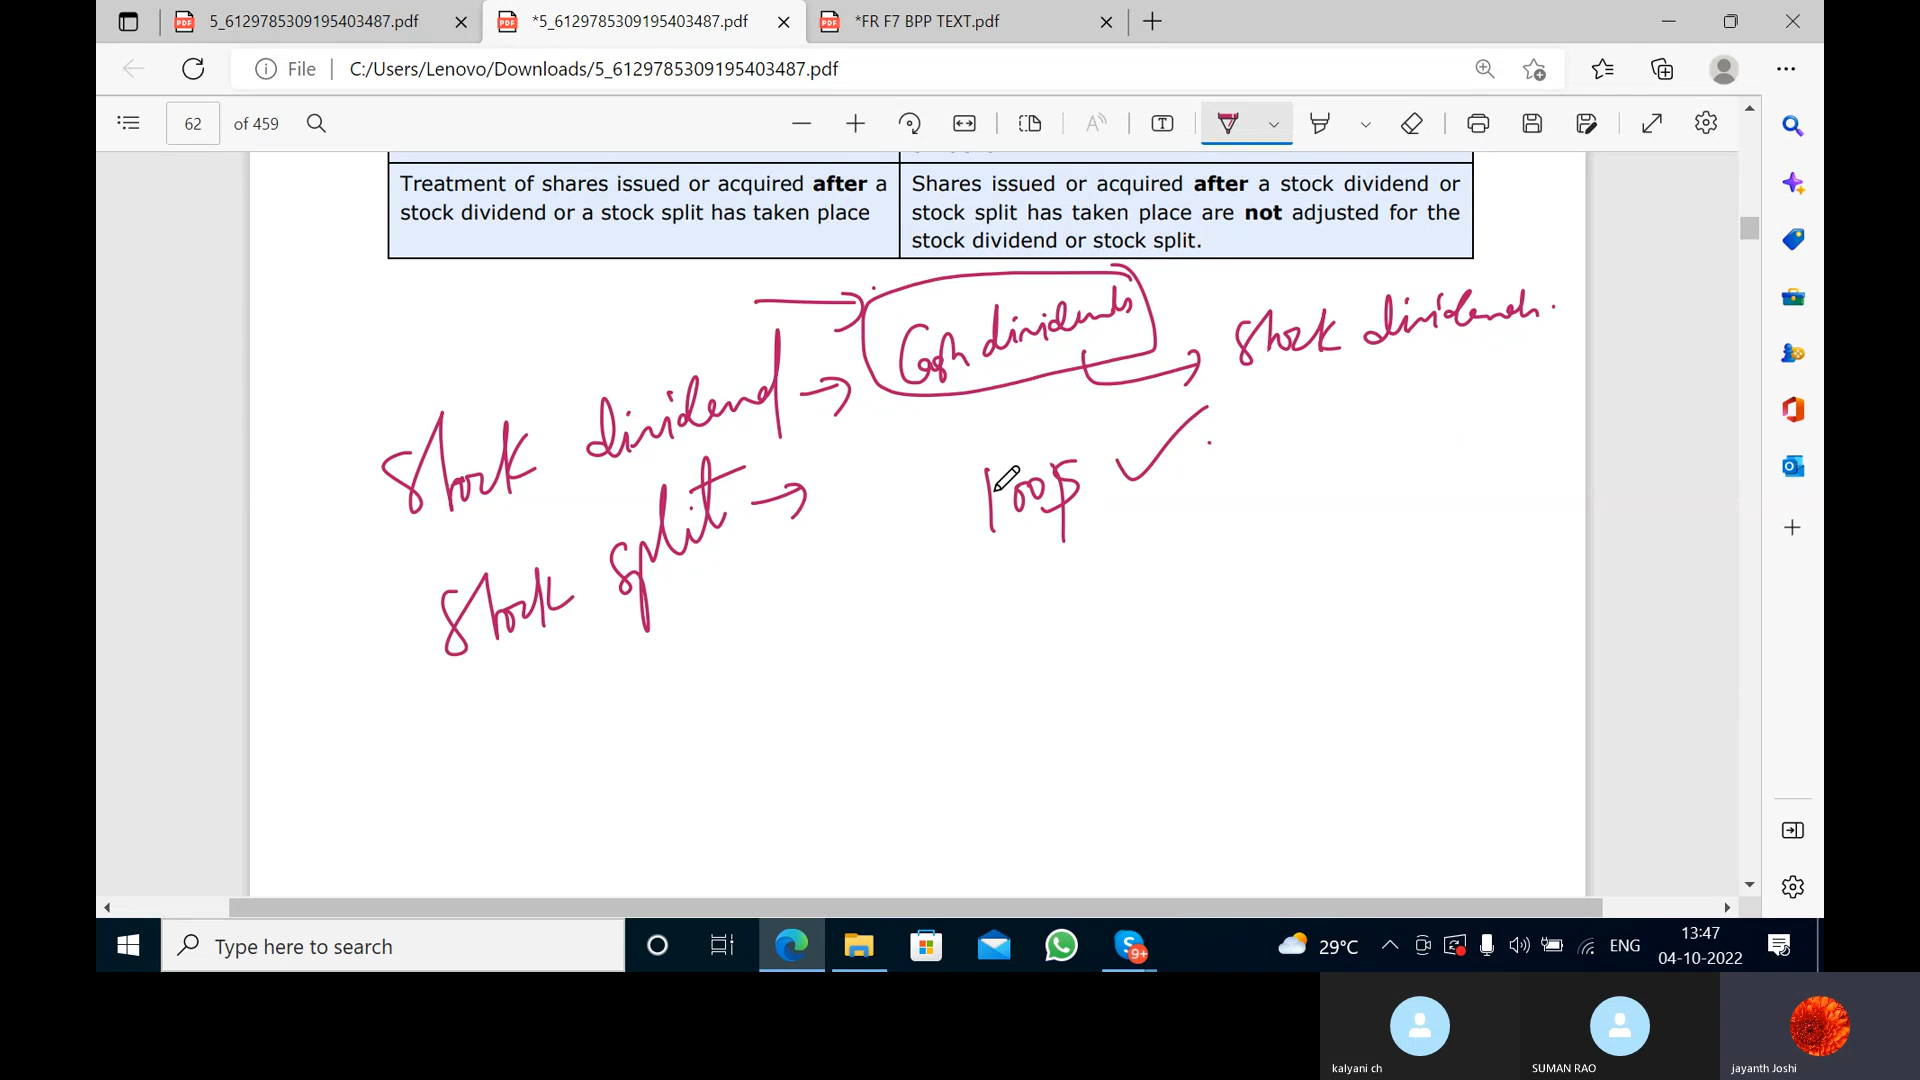 5_6129785309195403487.pdf
*5_6129785309195403487.pdf
*FR F7 BPP TEXT.pdf
File
C:/Users/Lenovo/Downloads/5_6129785309195403487.pdf
62 of 459
Treatment of shares issued or acquired after a
stock dividend or a stock split has taken place
Shares issued or acquired after a stock dividend or
stock split has taken place are not adjusted for the
stock dividend or stock split.
Cash dividends
Stock dividends.
Stock dividend →
Stock split →
Type here to search
9+
29°C
ENG
13:47
04-10-2022
kalyani ch
SUMAN RAO
jayanth Joshi